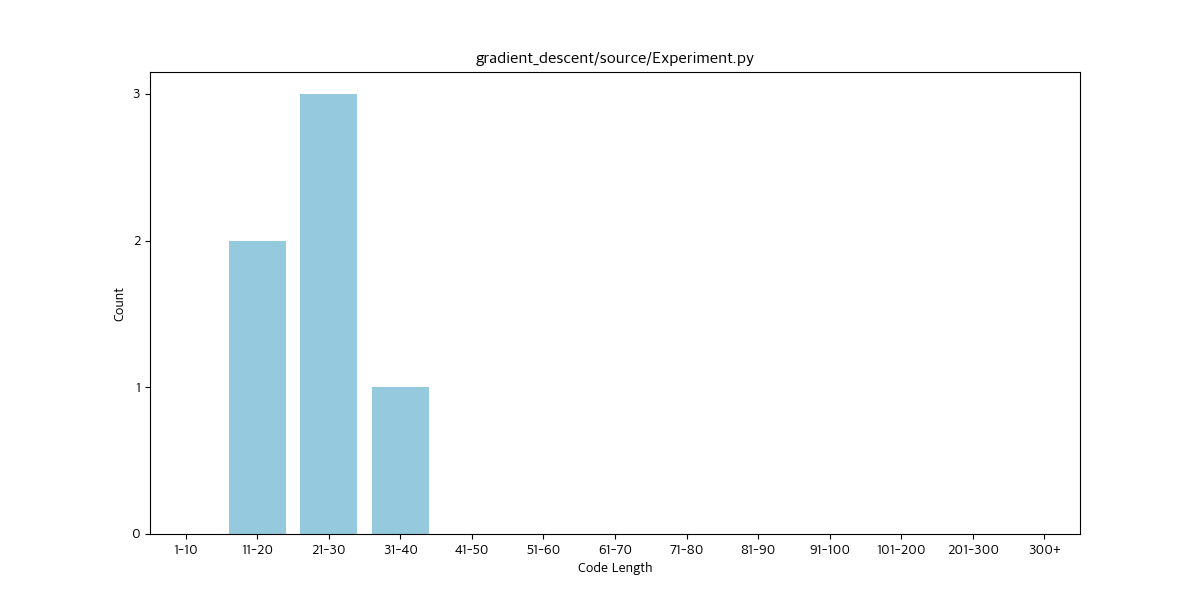 gradient_descent/source/Experiment.py
3
2
1
0
Count
1-10 11-20 21-30 31-40 41-50 51-60 61-70 71-80 81-90 91-100 101-200 201-300 300+
Code Length